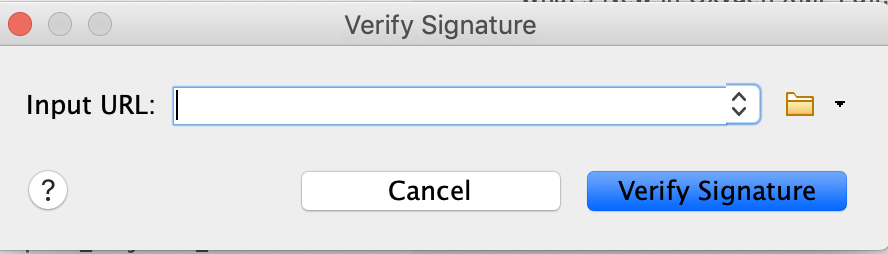 Verify Signature
Input URL:
?
Cancel
Verify Signature